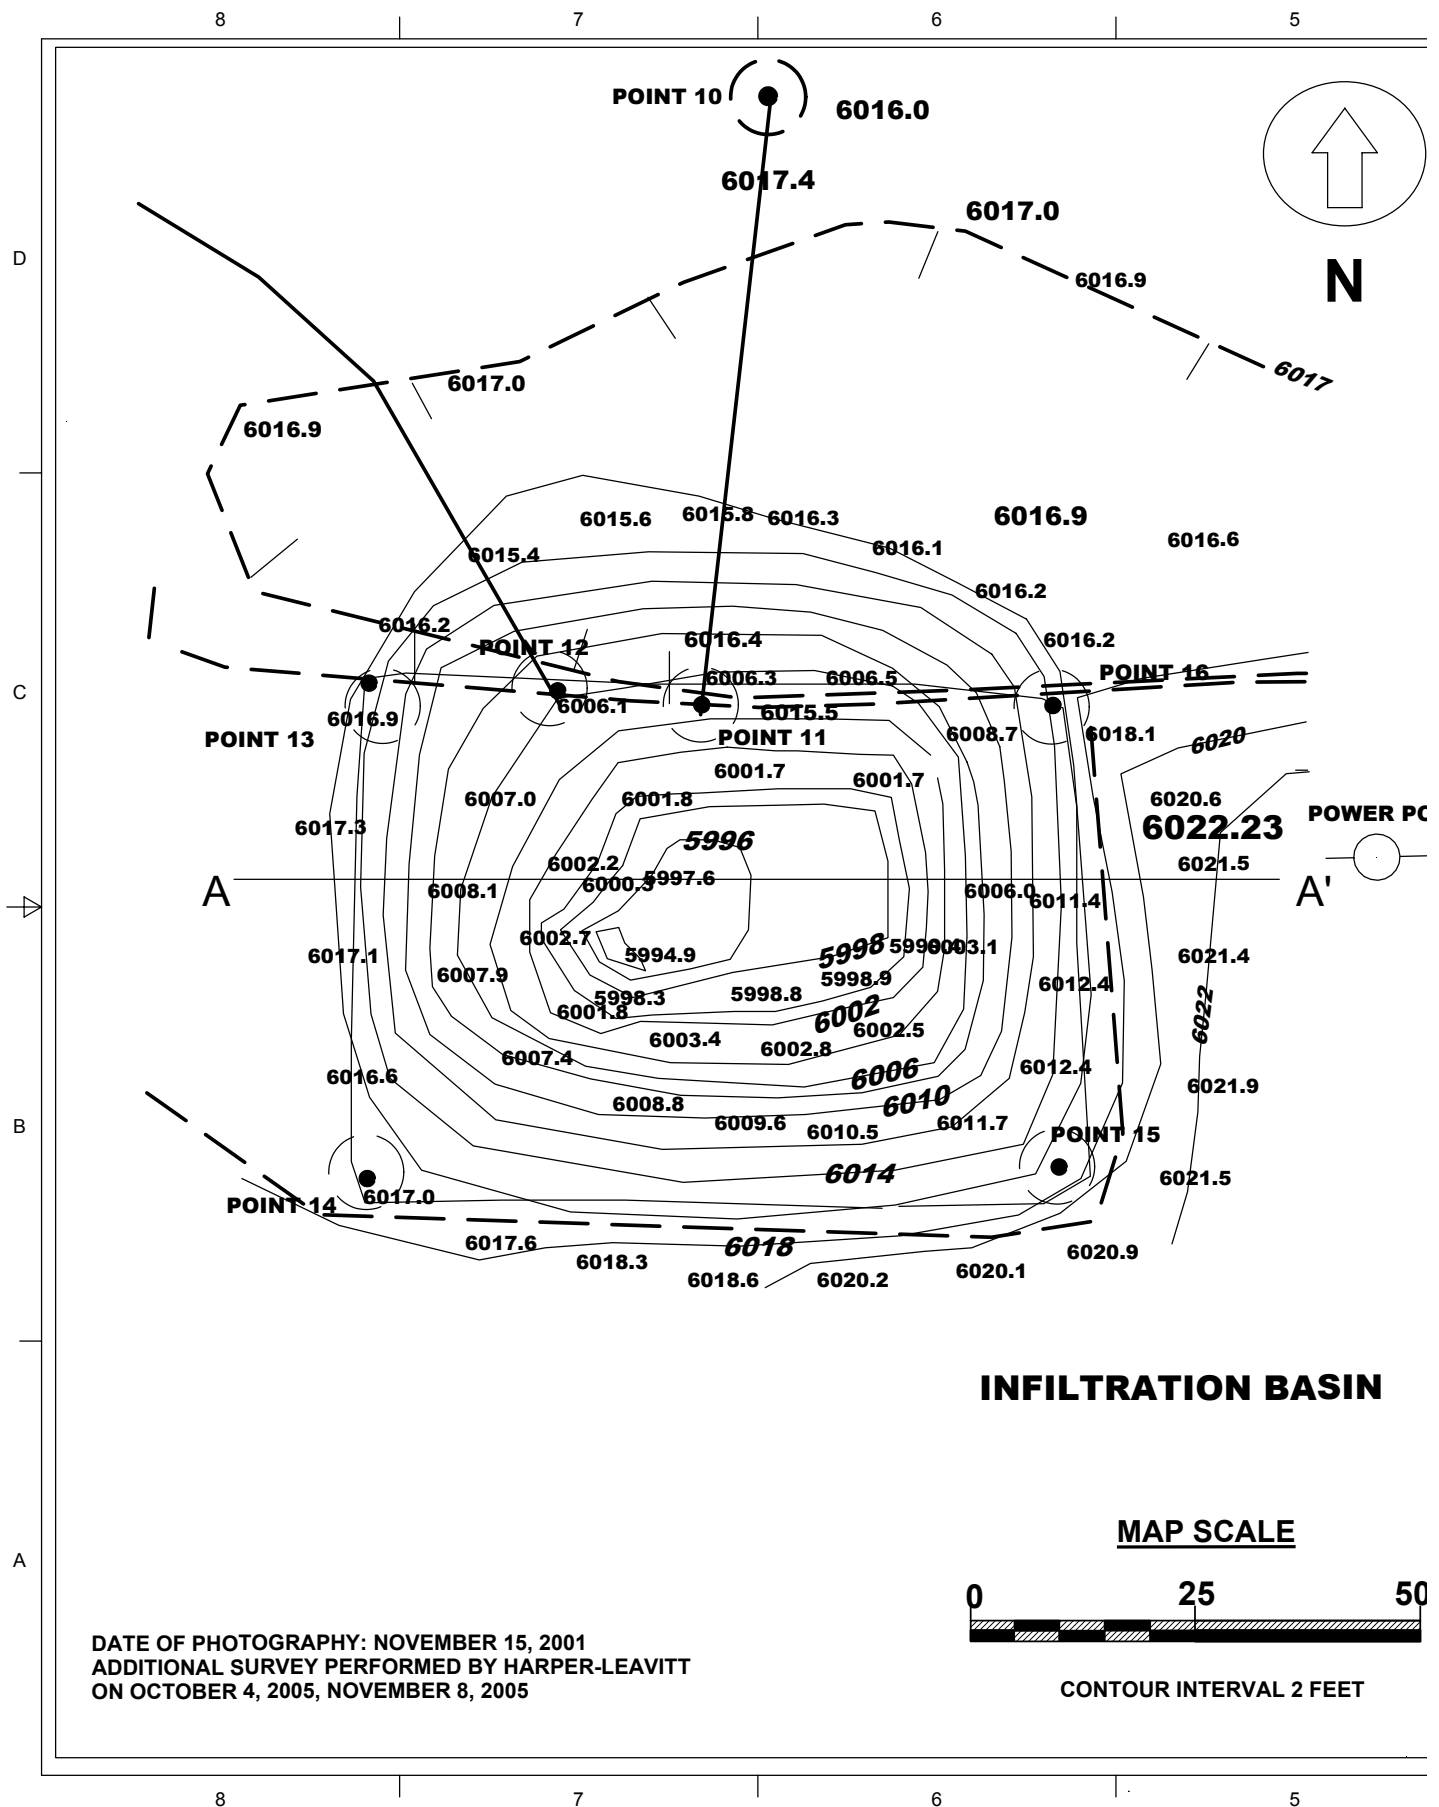 8 7 6 5
POINT 10
6016.0
6017.4
6017.0
D
N
6016.9
6017
6017.0
6016.9
6015.6 6015.8 6016.3 6016.9
6016.6
6015.4 6016.1
6016.2
6016.2 6016.4 6016.2
POINT 12
C
6006.3 6006.5 POINT 16
6006.1 6015.5
6016.9 6008.7 6018.1
POINT 13 POINT 11 6020
6001.7 6001.7
6007.0 6001.8 6020.6
6017.3 6022.23 POWER PO
5996
6002.2 5997.6 6021.5
6000.3
A 6008.1 6006.0 6011.4 A'
6002.7 5998 6003.1
6017.1 5994.9 6021.4
6007.9 5998.9 6012.4
5998.3 5998.8
6001.8 6002 6022
6003.4 6002.8 6002.5
6007.4 6012.4
6016.6 6006 6021.9
6008.8 6010
B 6009.6 6010.5 6011.7
POINT 15
6014 6021.5
6017.0
POINT 14
6017.6 6018 6020.9
6018.3 6018.6 6020.2 6020.1
INFILTRATION BASIN
MAP SCALE
A
0 25 50
DATE OF PHOTOGRAPHY: NOVEMBER 15, 2001
ADDITIONAL SURVEY PERFORMED BY HARPER-LEAVITT
ON OCTOBER 4, 2005, NOVEMBER 8, 2005
CONTOUR INTERVAL 2 FEET
8 7 6 5